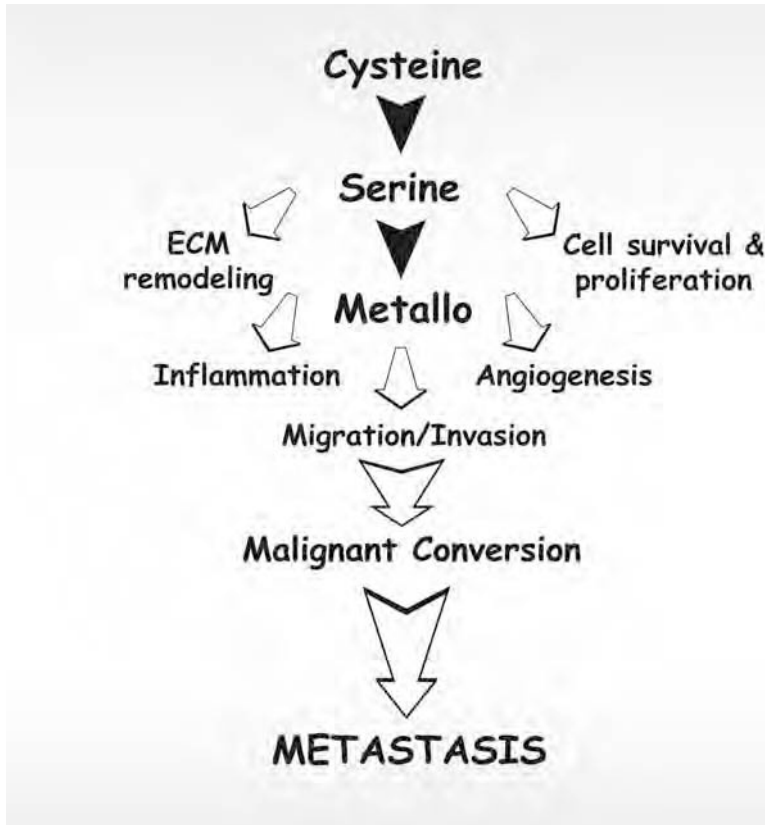 Cysteine
Serine
ECM
remodeling
Cell survival &
proliferation
Metallo
Inflammation
Angiogenesis
Migration/Invasion
Malignant Conversion
METASTASIS